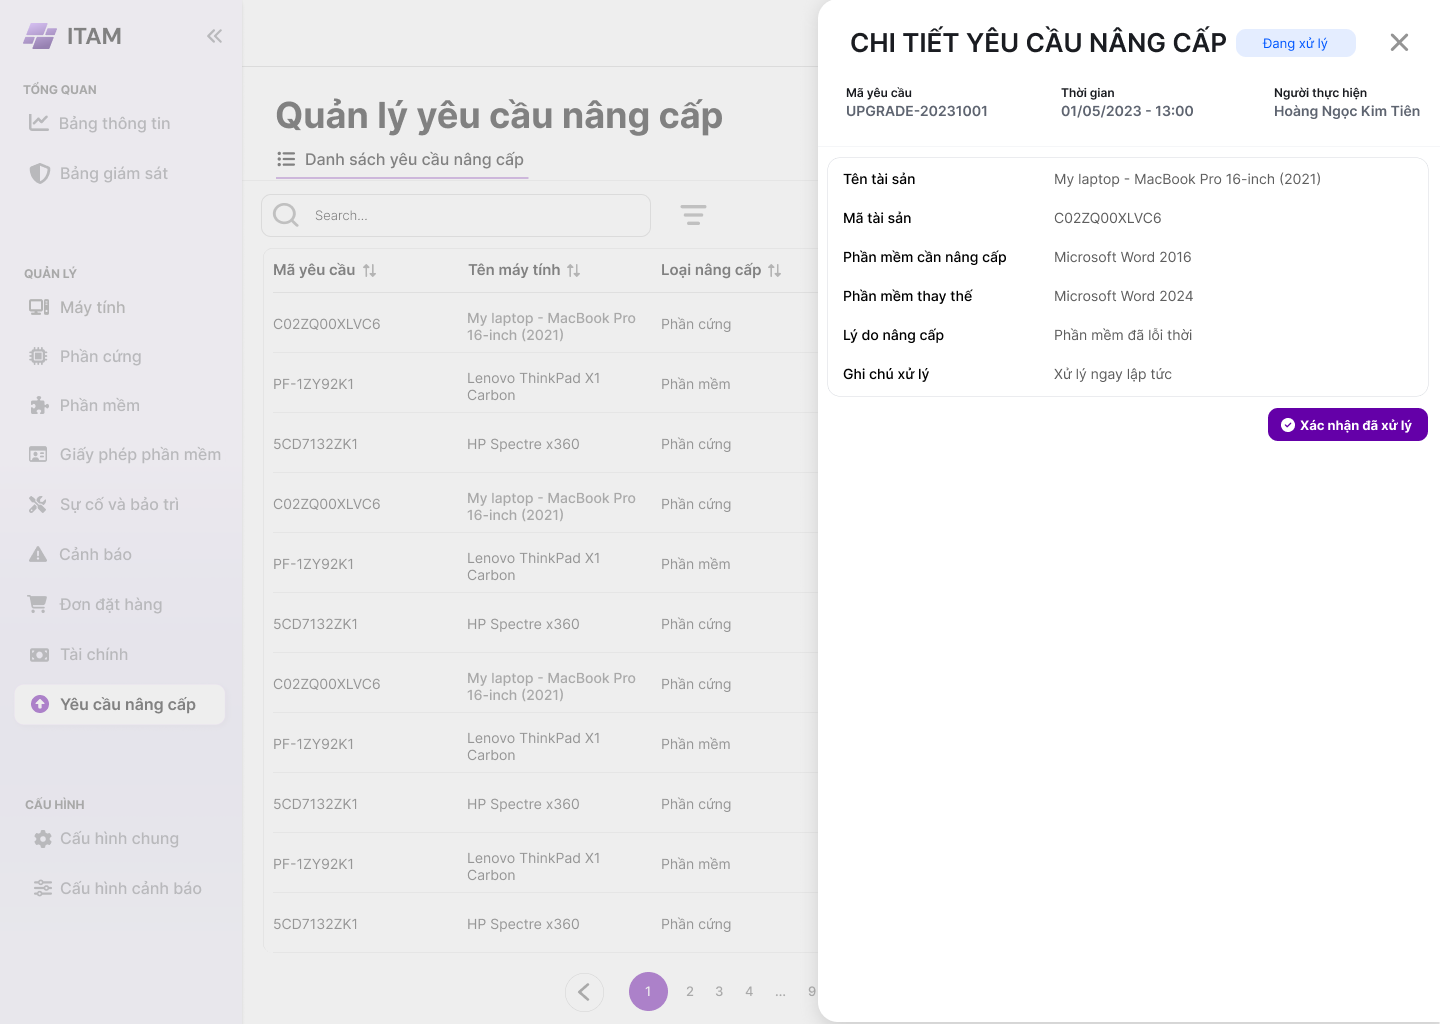 ITAM
TỔNG QUAN
Bảng thông tin
Bảng giám sát
QUẢN LÝ
Máy tính
Phần cứng
Phần mềm
Giấy phép phần mềm
Sự cố và bảo trì
Cảnh báo
Đơn đặt hàng
Tài chính
Yêu cầu nâng cấp
CẤU HÌNH
Cấu hình chung
Cấu hình cảnh báo
Quản lý yêu cầu nâng cấp
Danh sách yêu cầu nâng cấp
Search...
Mã yêu cầu Tên máy tính Loại nâng cấp
C02ZQ00XLVC6 My laptop - MacBook Pro Phần cứng
16-inch (2021)
PF-1ZY92K1 Lenovo ThinkPad X1 Phần mềm
Carbon
5CD7132ZK1 HP Spectre x360 Phần cứng
C02ZQ00XLVC6 My laptop - MacBook Pro Phần cứng
16-inch (2021)
PF-1ZY92K1 Lenovo ThinkPad X1 Phần mềm
Carbon
5CD7132ZK1 HP Spectre x360 Phần cứng
C02ZQ00XLVC6 My laptop - MacBook Pro Phần cứng
16-inch (2021)
PF-1ZY92K1 Lenovo ThinkPad X1 Phần mềm
Carbon
5CD7132ZK1 HP Spectre x360 Phần cứng
PF-1ZY92K1 Lenovo ThinkPad X1 Phần mềm
Carbon
5CD7132ZK1 HP Spectre x360 Phần cứng
1 2 3 4 ... 9
CHI TIẾT YÊU CẦU NÂNG CẤP Đang xử lý
Mã yêu cầu Thời gian Người thực hiện
UPGRADE-20231001 01/05/2023 - 13:00 Hoàng Ngọc Kim Tiên
Tên tài sản My laptop - MacBook Pro 16-inch (2021)
Mã tài sản C02ZQ00XLVC6
Phần mềm cần nâng cấp Microsoft Word 2016
Phần mềm thay thế Microsoft Word 2024
Lý do nâng cấp Phần mềm đã lỗi thời
Ghi chú xử lý Xử lý ngay lập tức
Xác nhận đã xử lý